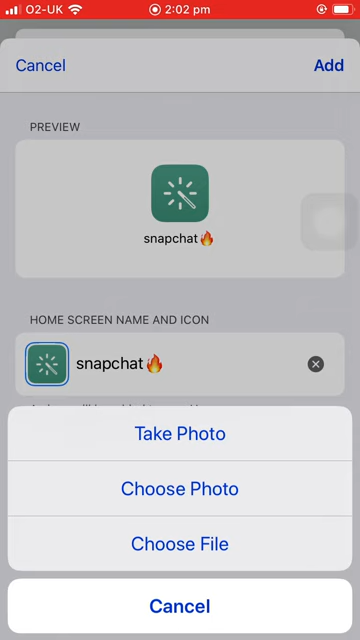 O2-UK 2:02 pm
Cancel Add
PREVIEW
snapchat🔥
HOME SCREEN NAME AND ICON
snapchat🔥
Take Photo
Choose Photo
Choose File
Cancel